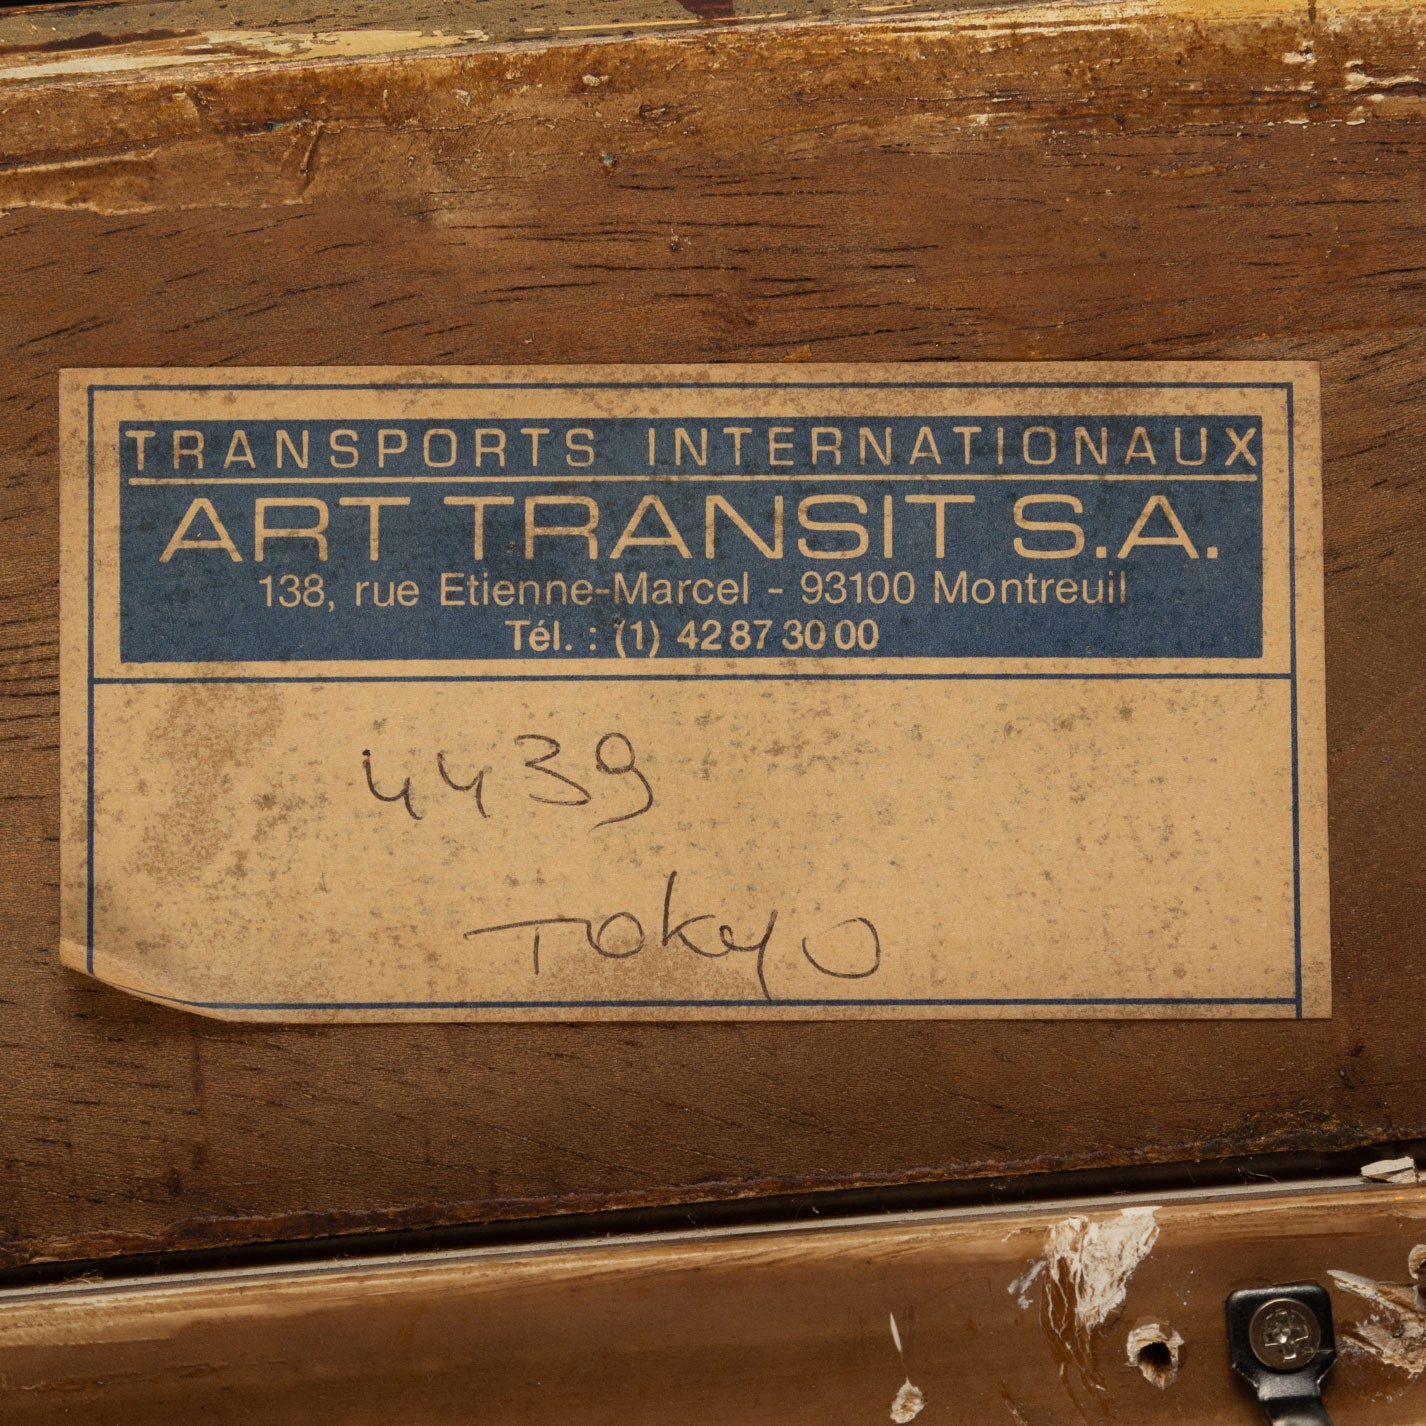 TRANSPORTS INTERNATIONAUX
ART TRANSIT S.A.
138, rue Etienne-Marcel - 93100 Montreuil
Tél. : (1) 42 87 30 00
4439
Tokyo